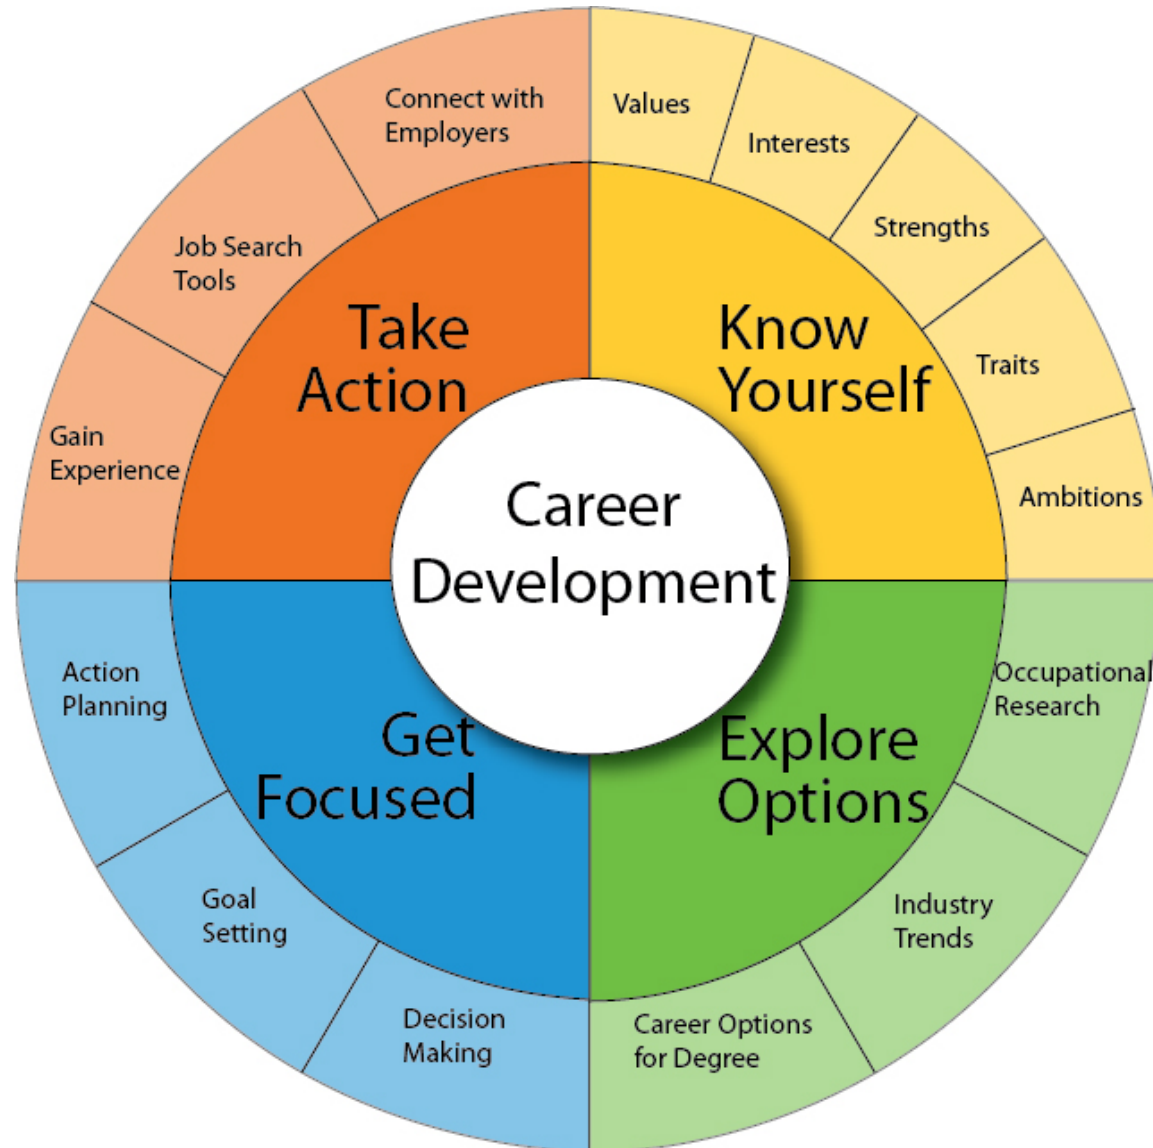 Career
Development
Know
Yourself
Values
Interests
Strengths
Traits
Ambitions
Explore
Options
Occupational
Research
Industry
Trends
Career Options
for Degree
Get
Focused
Decision
Making
Goal
Setting
Action
Planning
Take
Action
Gain
Experience
Job Search
Tools
Connect with
Employers